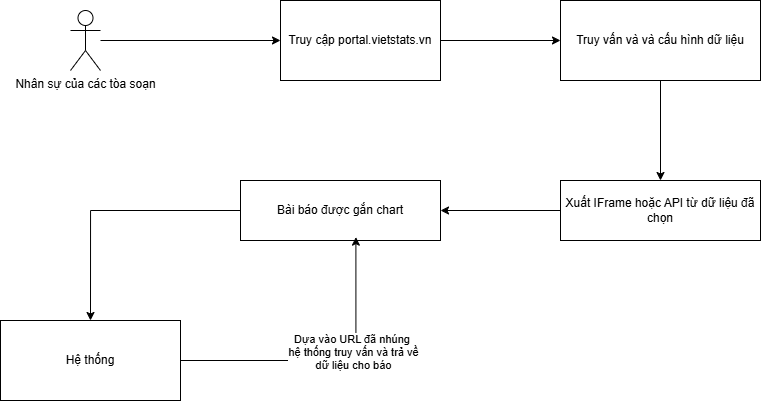 Truy cập portal.vietstats.vn
Truy vấn và và cấu hình dữ liệu
Nhân sự của các tòa soạn
Bài báo được gắn chart
Xuất IFrame hoặc API từ dữ liệu đã
chọn
Dựa vào URL đã nhúng
hệ thống truy vấn và trả về
dữ liệu cho báo
Hệ thống